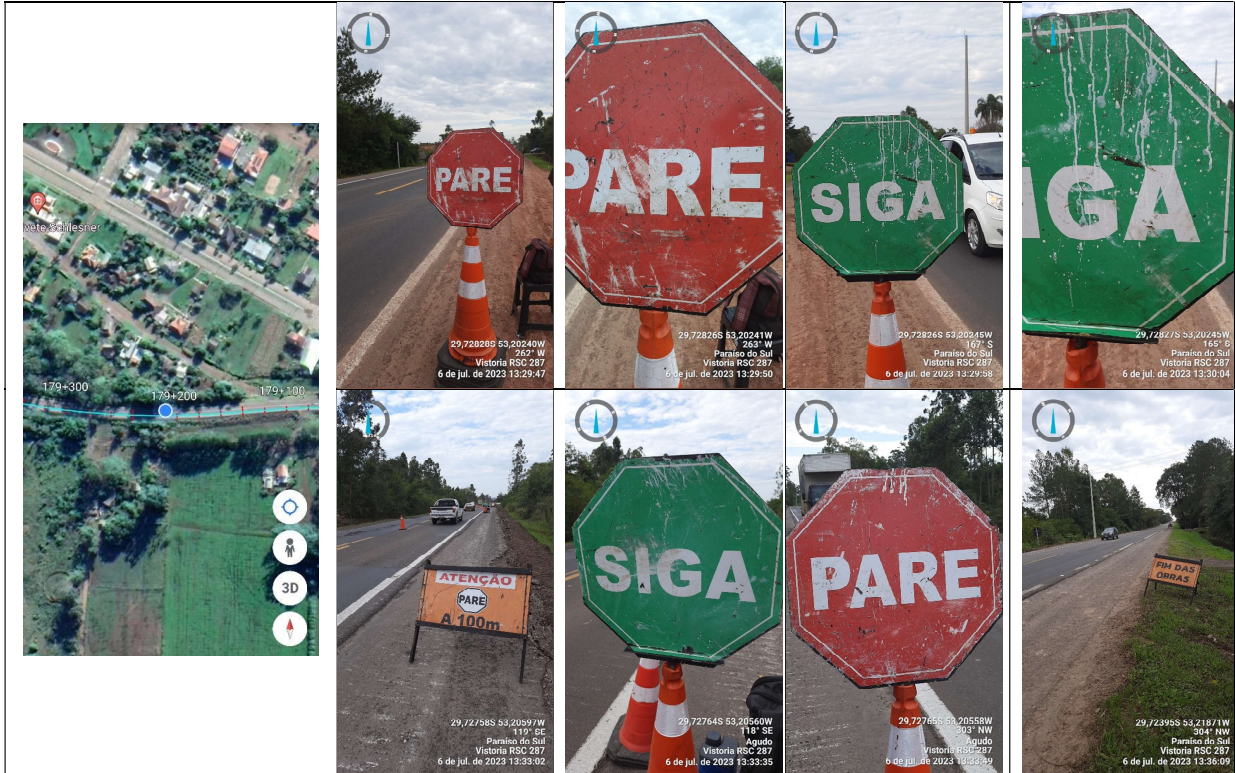 vete Schlesner
179+300
179+200
179+100
3D
PARE
29,72826S 53,20240W
262° W
Paraíso do Sul
Vistoria RSC 287
6 de jul. de 2023 13:29:47
PARE
29,72826S 53,20241W
263° W
Paraíso do Sul
Vistoria RSC 287
6 de jul. de 2023 13:29:50
SIGA
29,72826S 53,20245W
167° S
Paraíso do Sul
Vistoria RSC 287
6 de jul. de 2023 13:29:58
IGA
29,72827S 53,20245W
165° S
Paraíso do Sul
Vistoria RSC 287
6 de jul. de 2023 13:30:04
ATENÇÃO
PARE
A 100m
29,72758S 53,20597W
119° SE
Paraíso do Sul
Vistoria RSC 287
6 de jul. de 2023 13:33:02
SIGA
29,72764S 53,20560W
118° SE
Agudo
Vistoria RSC 287
6 de jul. de 2023 13:33:35
PARE
29,72765S 53,20558W
303° NW
Agudo
Vistoria RSC 287
6 de jul. de 2023 13:33:49
FIM DAS
OBRAS
29,72395S 53,21871W
304° NW
Paraíso do Sul
Vistoria RSC 287
6 de jul. de 2023 13:36:09